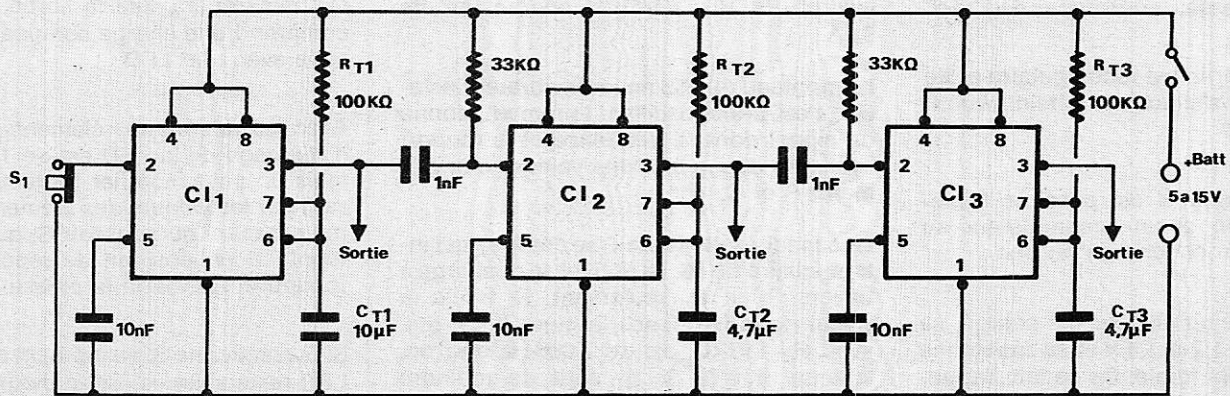 RT1
100KΩ
33KΩ
RT2
100KΩ
33KΩ
RT3
100KΩ
4 8
2 3
CI1
7
5 6
1
S1
1nF
Sortie
10nF
CT1
10µF
4 8
2 3
CI2
7
5 6
1
1nF
Sortie
10nF
CT2
4,7µF
4 8
2 3
CI3
7
5 6
1
Sortie
10nF
CT3
4,7µF
+Batt
5a15V